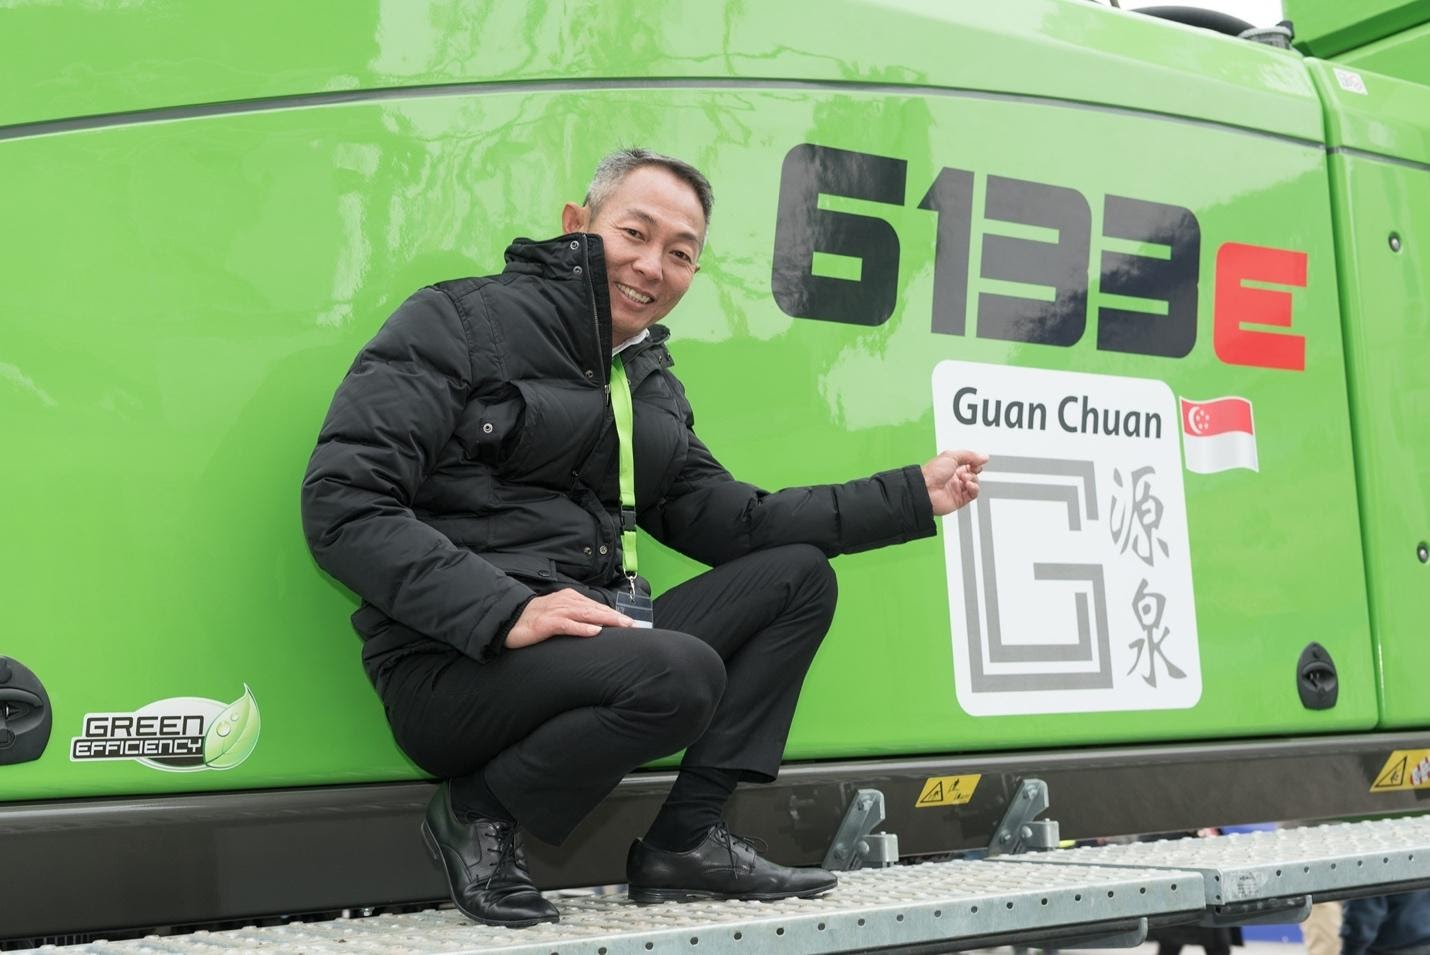 6133E
Guan Chuan
源
泉
GREEN
EFFICIENCY